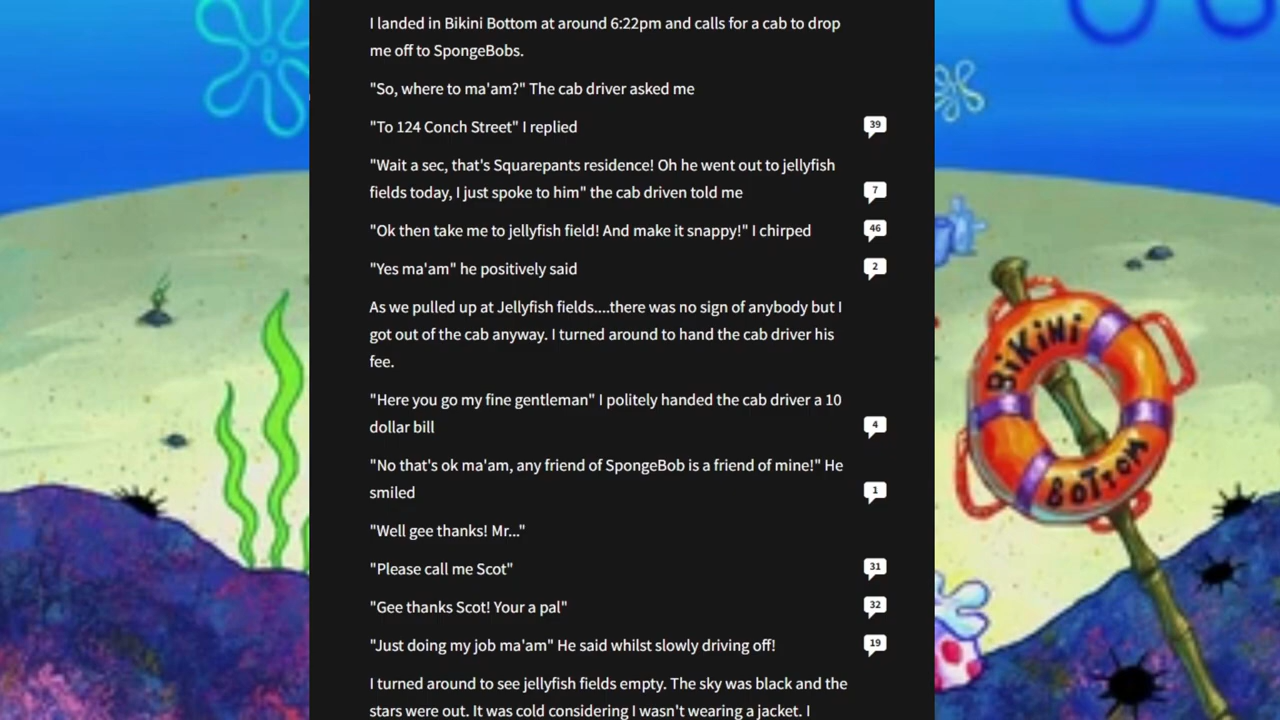 I landed in Bikini Bottom at around 6:22pm and calls for a cab to drop
me off to SpongeBobs.
"So, where to ma'am?" The cab driver asked me
"To 124 Conch Street" I replied
39
"Wait a sec, that's Squarepants residence! Oh he went out to jellyfish
fields today, I just spoke to him" the cab driven told me
7
"Ok then take me to jellyfish field! And make it snappy!" I chirped
46
"Yes ma'am" he positively said
2
As we pulled up at Jellyfish fields....there was no sign of anybody but I
got out of the cab anyway. I turned around to hand the cab driver his
fee.
"Here you go my fine gentleman" I politely handed the cab driver a 10
dollar bill
4
"No that's ok ma'am, any friend of SpongeBob is a friend of mine!" He
smiled
1
"Well gee thanks! Mr..."
"Please call me Scot"
31
"Gee thanks Scot! Your a pal"
32
"Just doing my job ma'am" He said whilst slowly driving off!
19
I turned around to see jellyfish fields empty. The sky was black and the
stars were out. It was cold considering I wasn't wearing a jacket. I
BiKiNi
BOTTOM